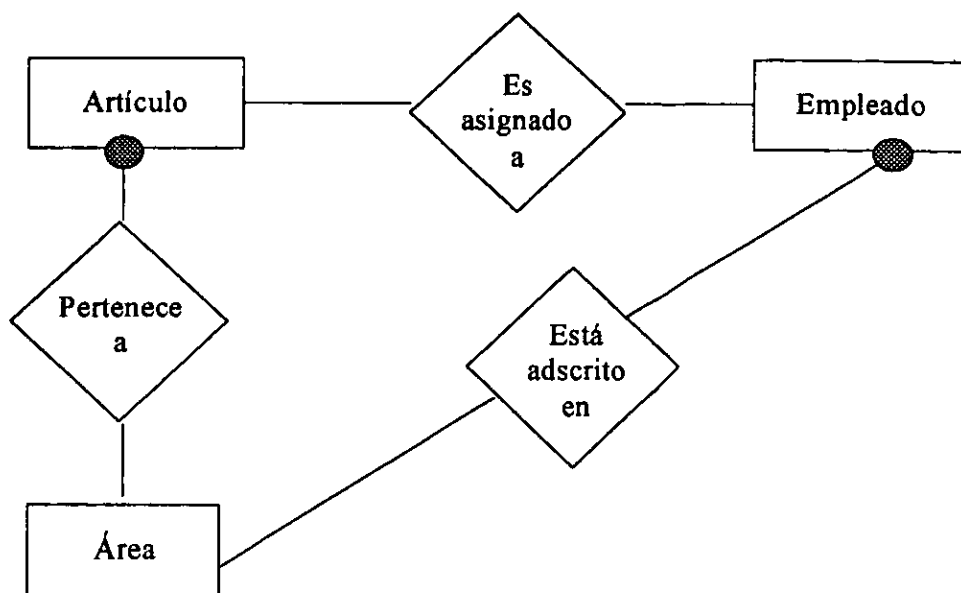 Artículo
Es
asignado
a
Empleado
Pertenece
a
Está
adscrito
en
Área